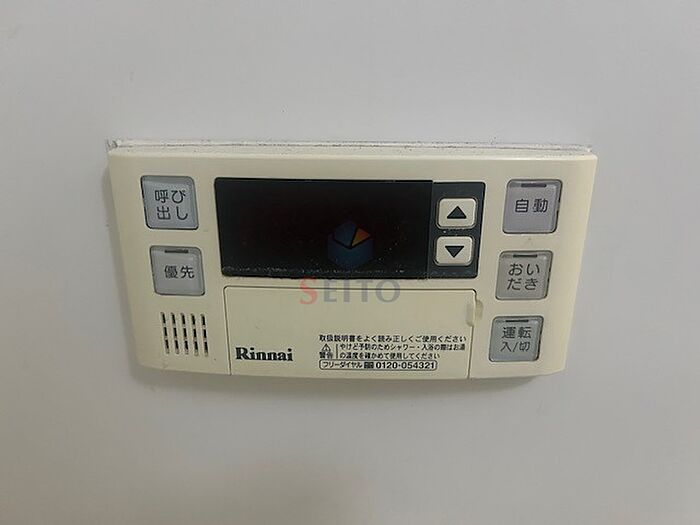 呼び
出し
優先
自動
おい
だき
運転
入/切
SEITO
Rinnai
取扱説明書をよく読み正しくご使用ください
警告
やけど予防のためシャワー・入浴の際はお湯
の温度を確かめて使用してください
フリーダイヤル 0120-054321